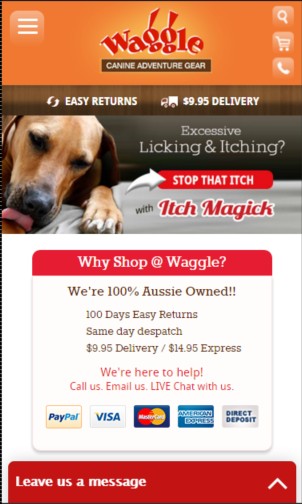 Waggle
CANINE ADVENTURE GEAR
EASY RETURNS $9.95 DELIVERY
Excessive
Licking & Itching?
STOP THAT ITCH
with Itch Magick
Why Shop @ Waggle?
We're 100% Aussie Owned!!
100 Days Easy Returns
Same day despatch
$9.95 Delivery / $14.95 Express
We're here to help!
Call us. Email us. LIVE Chat with us.
PayPal VISA MasterCard AMERICAN EXPRESS DIRECT DEPOSIT
Leave us a message